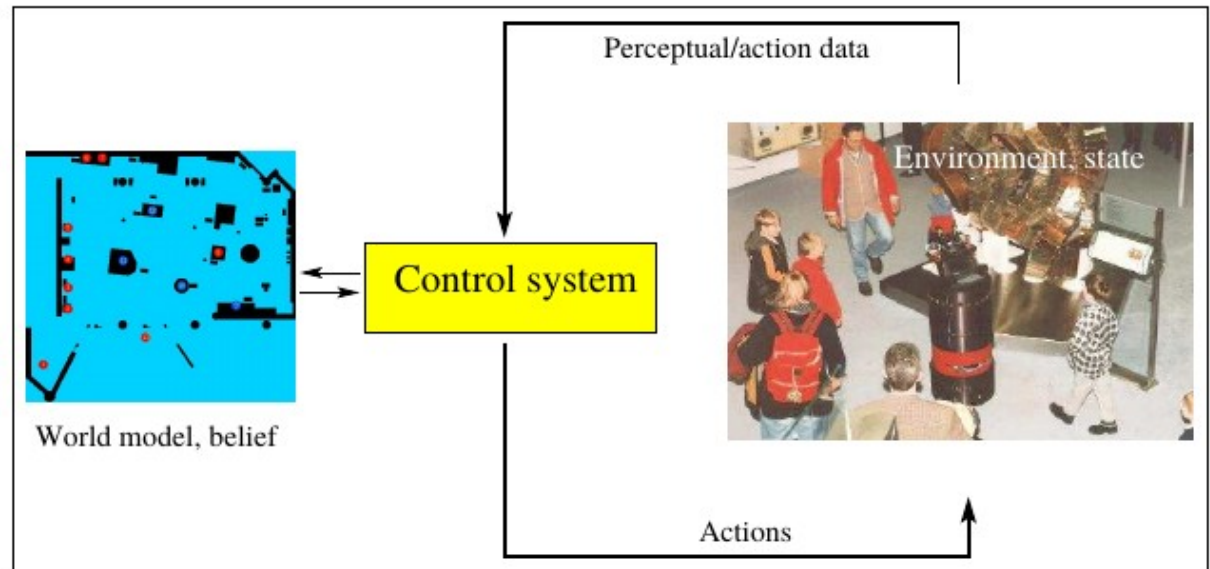 Perceptual/action data
Environment, state
Control system
World model, belief
Actions